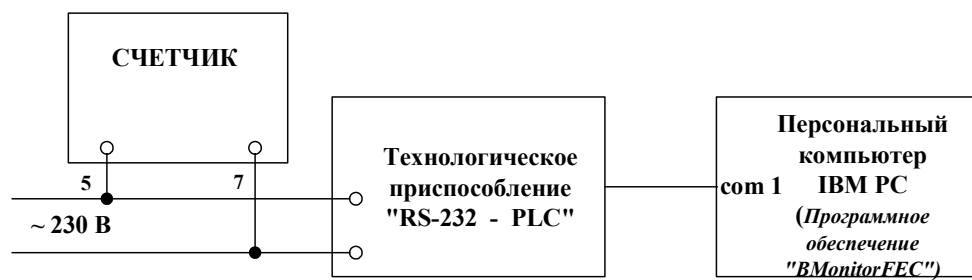 СЧЕТЧИК
5
7
~ 230 В
Технологическое
приспособление
"RS-232 - PLC"
com 1
Персональный
компьютер
IBM PC
(Программное
обеспечение
"BMonitorFEC")